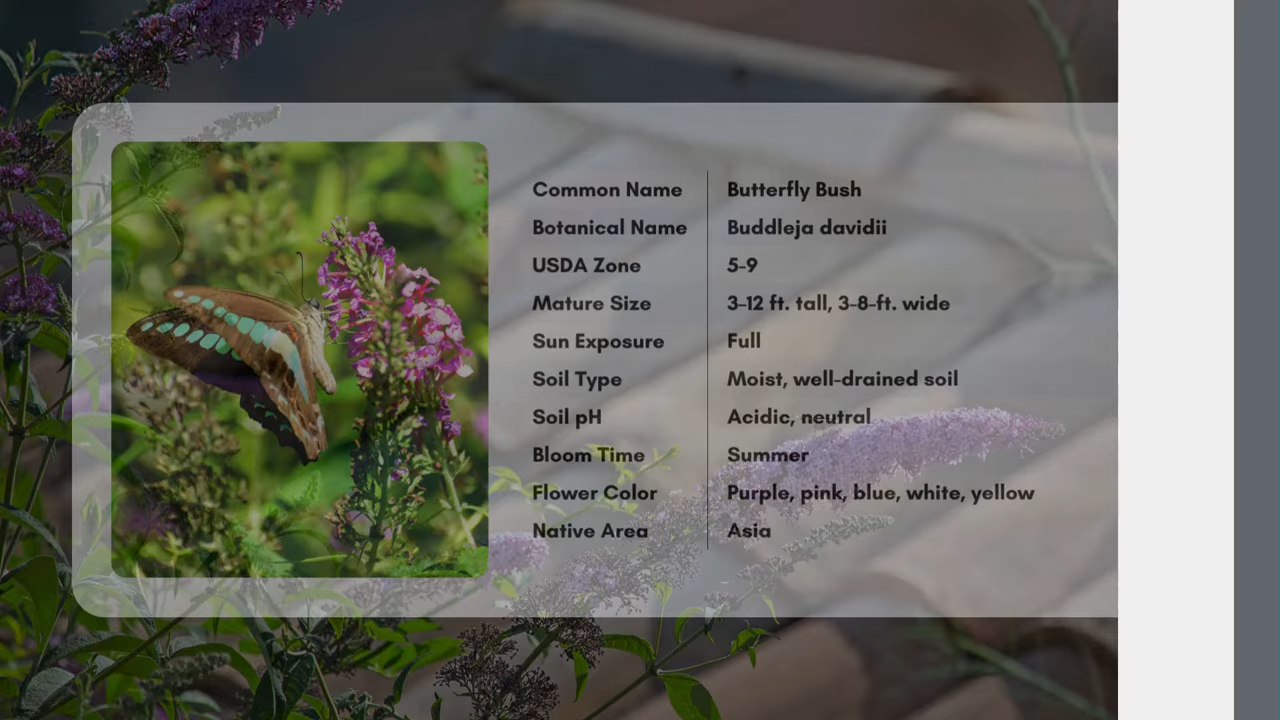 Common Name Butterfly Bush
Botanical Name Buddleja davidii
USDA Zone 5-9
Mature Size 3-12 ft. tall, 3-8-ft. wide
Sun Exposure Full
Soil Type Moist, well-drained soil
Soil pH Acidic, neutral
Bloom Time Summer
Flower Color Purple, pink, blue, white, yellow
Native Area Asia